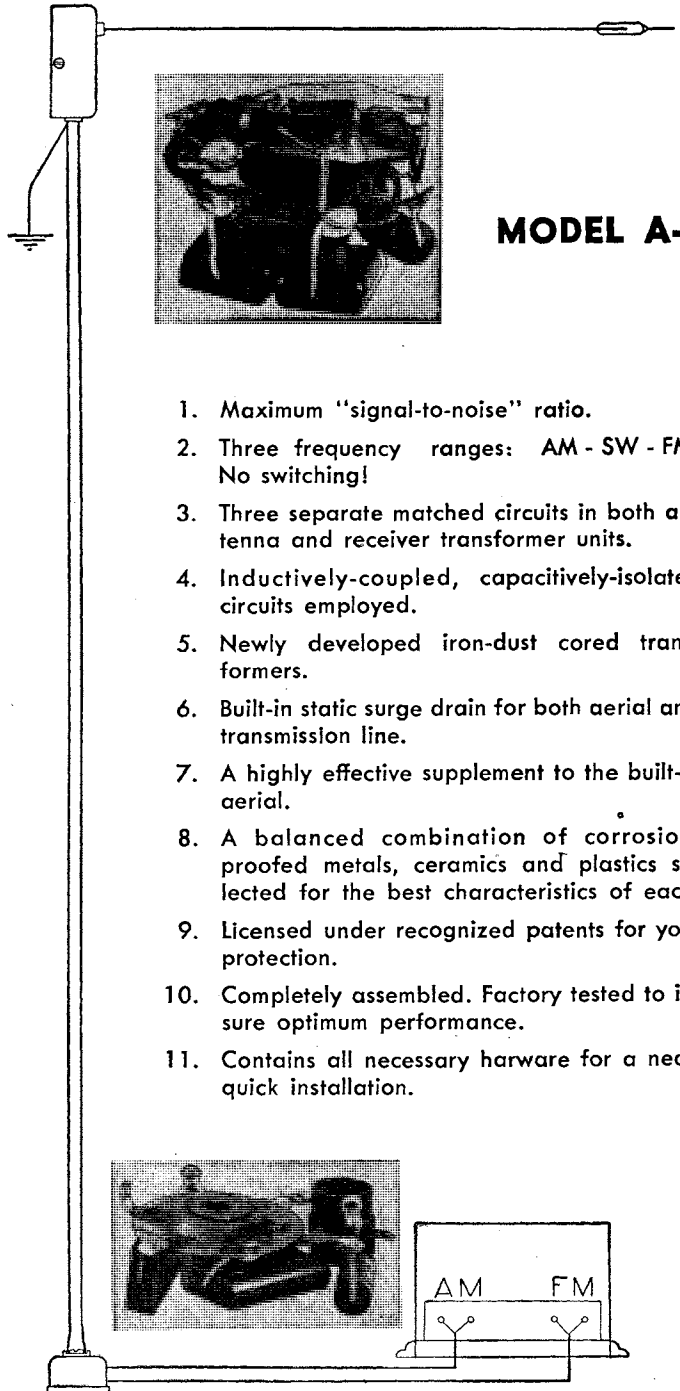 MODEL A-
1. Maximum "signal-to-noise" ratio.
2. Three frequency ranges: AM - SW - FM
No switching!
3. Three separate matched circuits in both a
tenna and receiver transformer units.
4. Inductively-coupled, capacitively-isolate
circuits employed.
5. Newly developed iron-dust cored tran
formers.
6. Built-in static surge drain for both aerial an
transmission line.
7. A highly effective supplement to the built-
aerial.
8. A balanced combination of corrosio
proofed metals, ceramics and plastics s
lected for the best characteristics of eac
9. Licensed under recognized patents for yo
protection.
10. Completely assembled. Factory tested to i
sure optimum performance.
11. Contains all necessary harware for a nea
quick installation.
AM FM